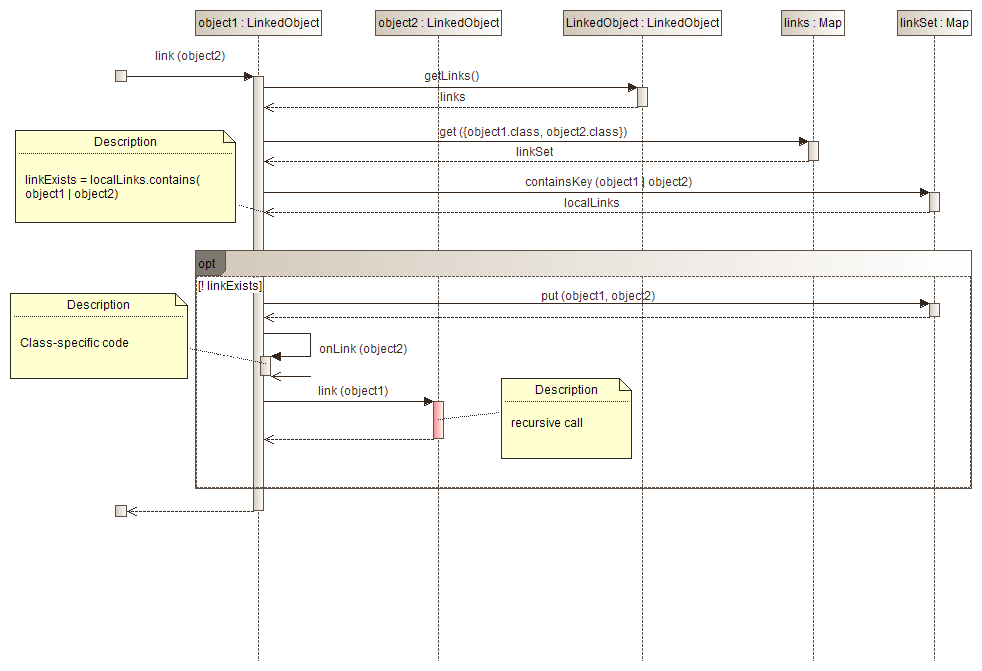 object1 : LinkedObject
object2 : LinkedObject
LinkedObject : LinkedObject
links : Map
linkSet : Map
link (object2)
getLinks()
links
get ({object1.class, object2.class})
linkSet
Description
linkExists = localLinks.contains(
object1 | object2)
containsKey (object1 | object2)
localLinks
opt
[! linkExists]
put (object1, object2)
Description
Class-specific code
onLink (object2)
link (object1)
Description
recursive call